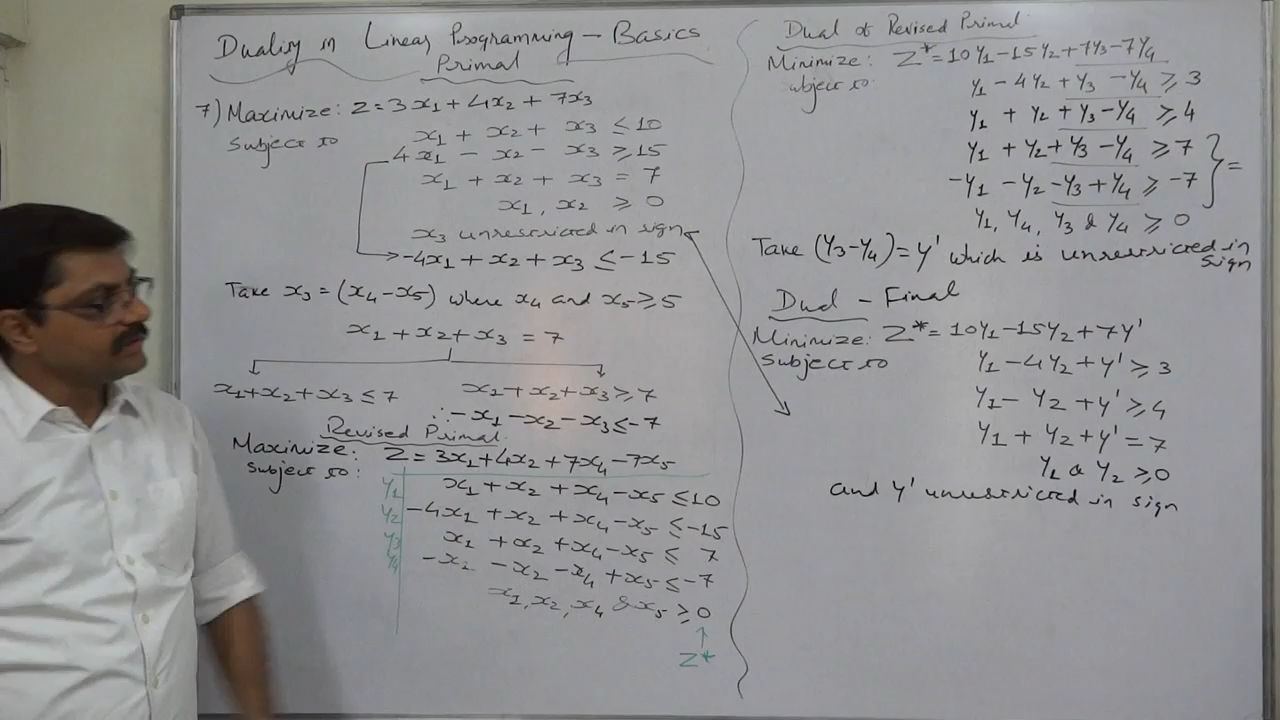 Duality in Linear Programming – Basics
Primal
7) Maximize: Z = 3x₁ + 4x₂ + 7x₃
Subject to
x₁ + x₂ + x₃ ≤ 10
4x₁ – x₂ – x₃ ≥ 15
x₁ + x₂ + x₃ = 7
x₁, x₂ ≥ 0
x₃ unrestricted in sign
-4x₁ + x₂ + x₃ ≤ -15
Take x₃ = (x₄ – x₅) where x₄ and x₅ ≥ 5
x₁ + x₂ + x₃ = 7
x₁ + x₂ + x₃ ≤ 7
x₁ + x₂ + x₃ ≥ 7
∴ -x₁ – x₂ – x₃ ≤ -7
Revised Primal
Maximize: Z = 3x₁ + 4x₂ + 7x₄ – 7x₅
Subject to:
y₁ x₁ + x₂ + x₄ – x₅ ≤ 10
y₂ -4x₁ + x₂ + x₄ – x₅ ≤ -15
y₃ x₁ + x₂ + x₄ – x₅ ≤ 7
y₄ -x₁ – x₂ – x₄ + x₅ ≤ -7
x₁, x₂, x₄ & x₅ ≥ 0
↑
Z*
Dual of Revised Primal
Minimize: Z* = 10y₁ – 15y₂ + 7y₃ – 7y₄
ubject to:
y₁ – 4y₂ + y₃ – y₄ ≥ 3
y₁ + y₂ + y₃ – y₄ ≥ 4
y₁ + y₂ + y₃ – y₄ ≥ 7
-y₁ – y₂ – y₃ + y₄ ≥ -7 } =
y₁, y₄, y₃ & y₄ ≥ 0
Take (y₃ – y₄) = y' which is unrestricted in
sign
Dual – Final
Minimize: Z* = 10y₁ – 15y₂ + 7y'
Subject to
y₁ – 4y₂ + y' ≥ 3
y₁ – y₂ + y' ≥ 4
y₁ + y₂ + y' = 7
y₁ & y₂ ≥ 0
and y' unrestricted in sign